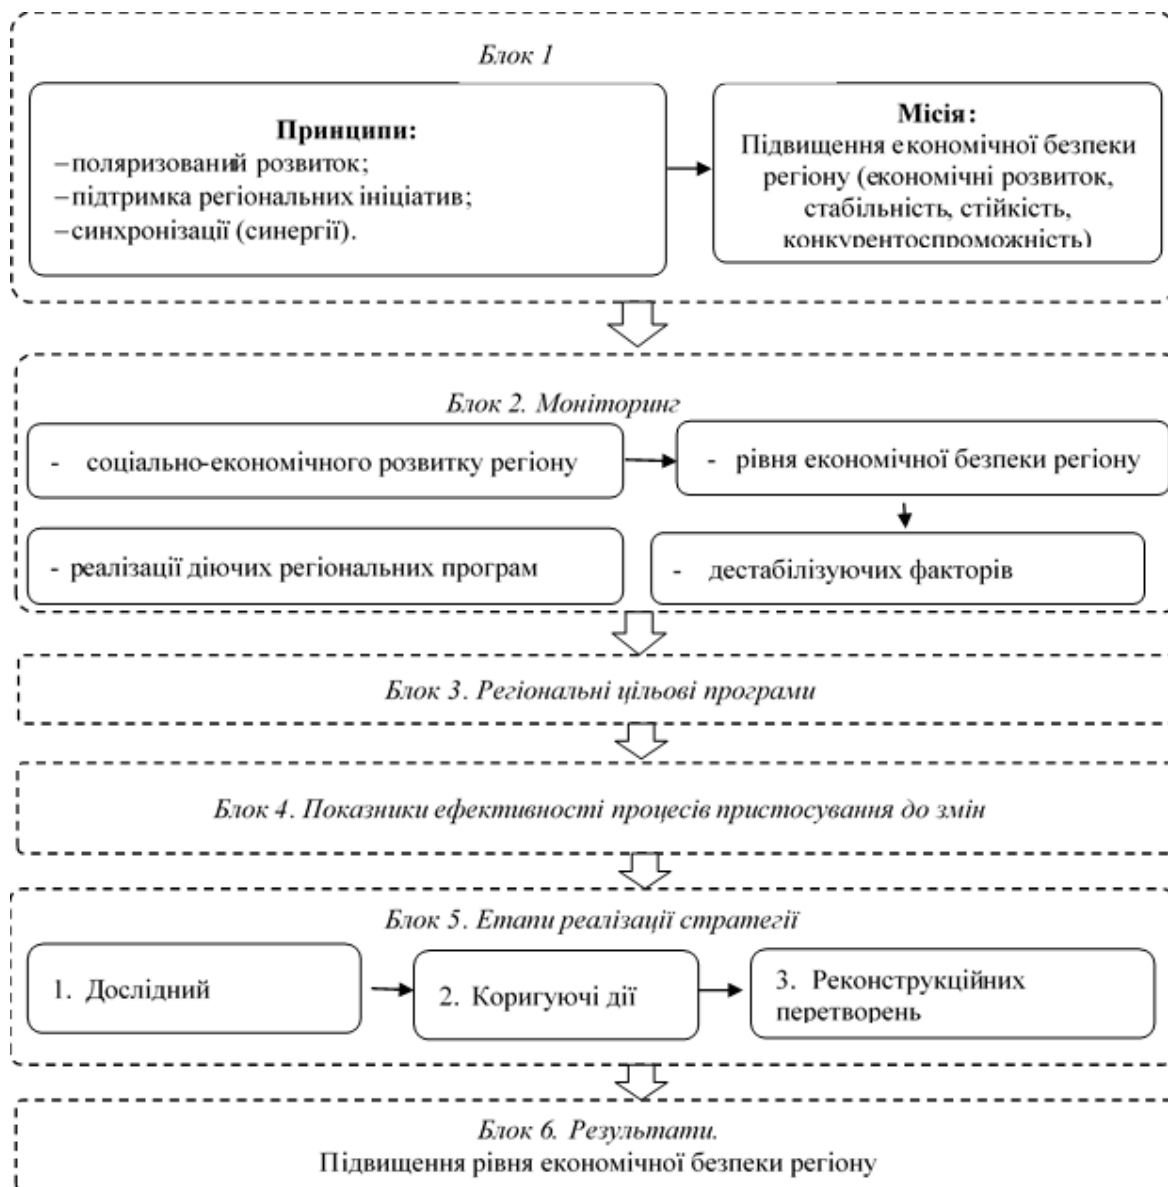 Блок 1
Принципи:
–поляризований розвиток;
–підтримка регіональних ініціатив;
–синхронізації (синергії).
Місія:
Підвищення економічної безпеки
регіону (економічні розвиток,
стабільність, стійкість,
конкурентоспроможність)
Блок 2. Моніторинг
- соціально-економічного розвитку регіону
- рівня економічної безпеки регіону
- реалізації діючих регіональних програм
- дестабілізуючих факторів
Блок 3. Регіональні цільові програми
Блок 4. Показники ефективності процесів пристосування до змін
Блок 5. Етапи реалізації стратегії
1. Дослідний
2. Коригуючі дії
3. Реконструкційних
перетворень
Блок 6. Результати.
Підвищення рівня економічної безпеки регіону